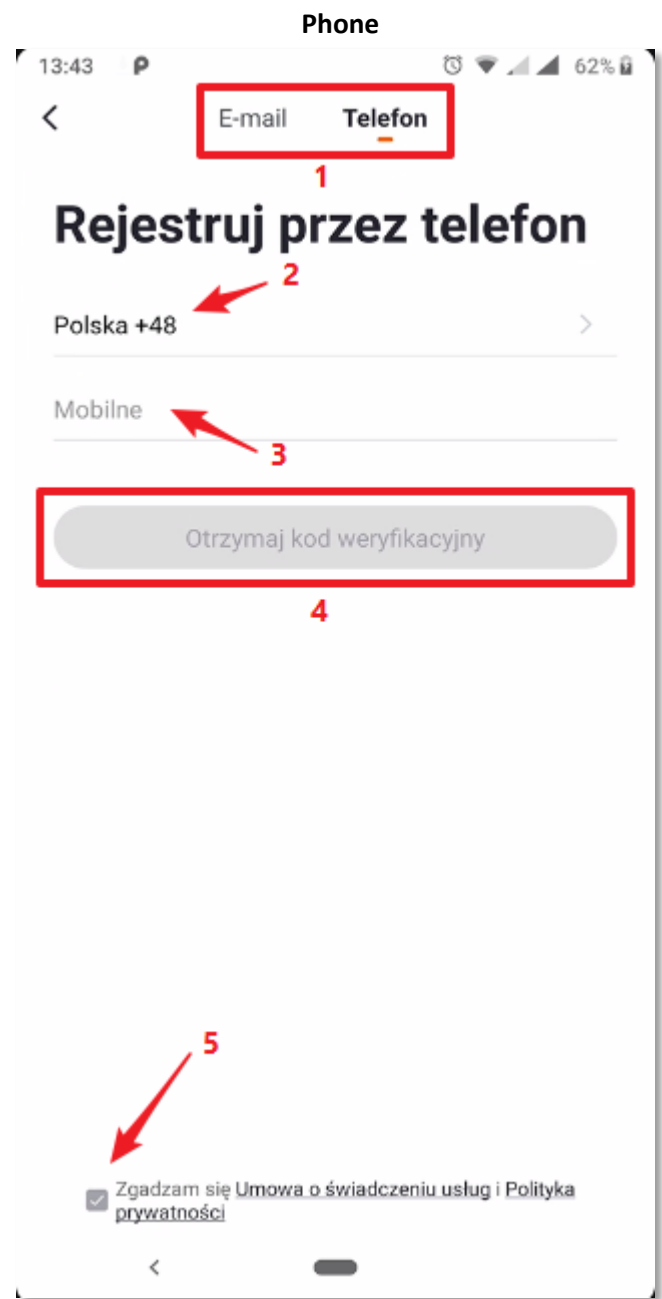 Phone
13:43 P 62%
E-mail Telefon
1
Rejestruj przez telefon
2
Polska +48
Mobilne
3
Otrzymaj kod weryfikacyjny
4
5
Zgadzam się Umowa o świadczeniu usług i Polityka
prywatności